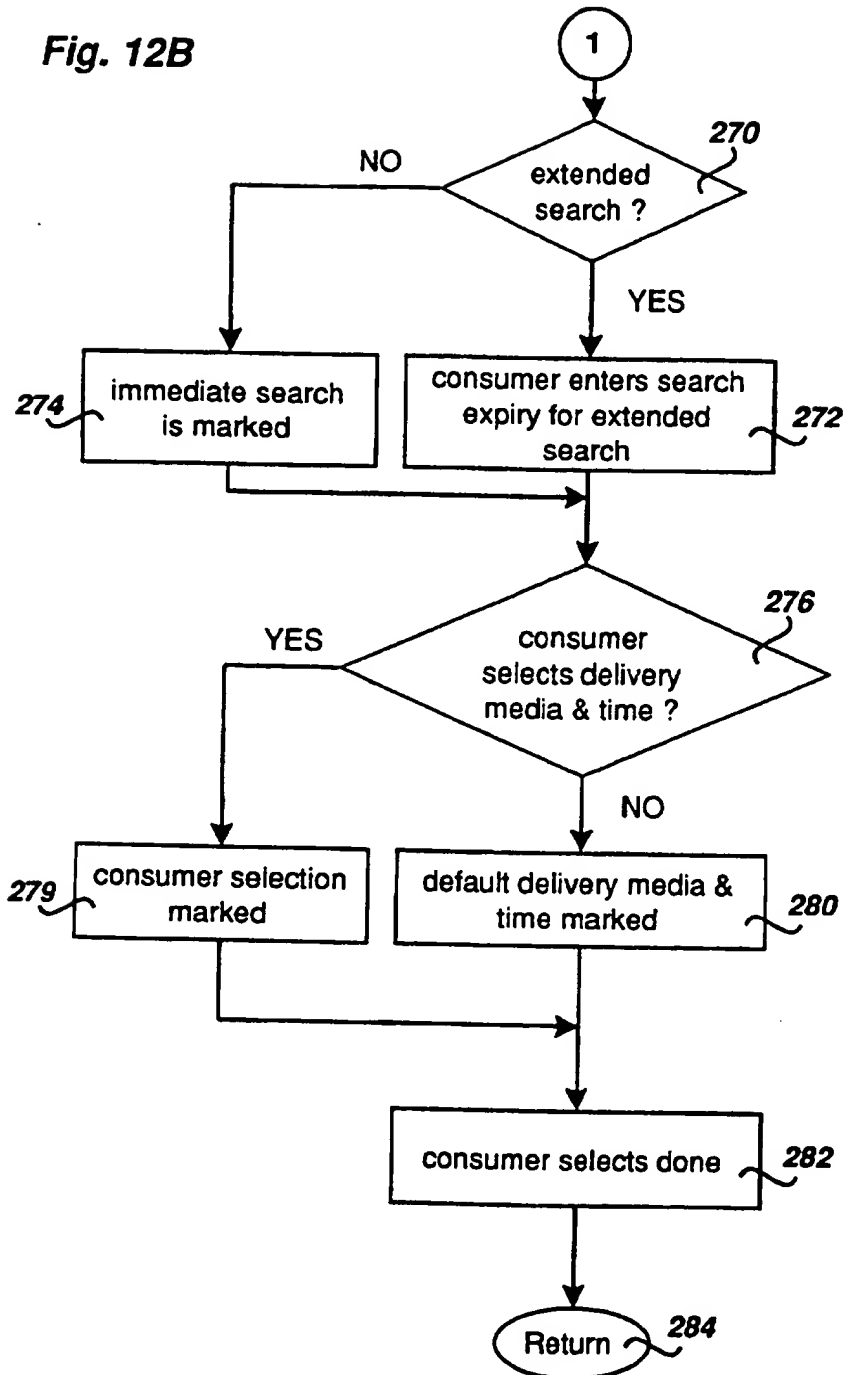 Fig. 12B
1
270
NO
extended
search ?
YES
274
immediate search
is marked
consumer enters search
expiry for extended
search
272
276
YES
consumer
selects delivery
media & time ?
NO
279
consumer selection
marked
default delivery media &
time marked
280
consumer selects done
282
Return
284